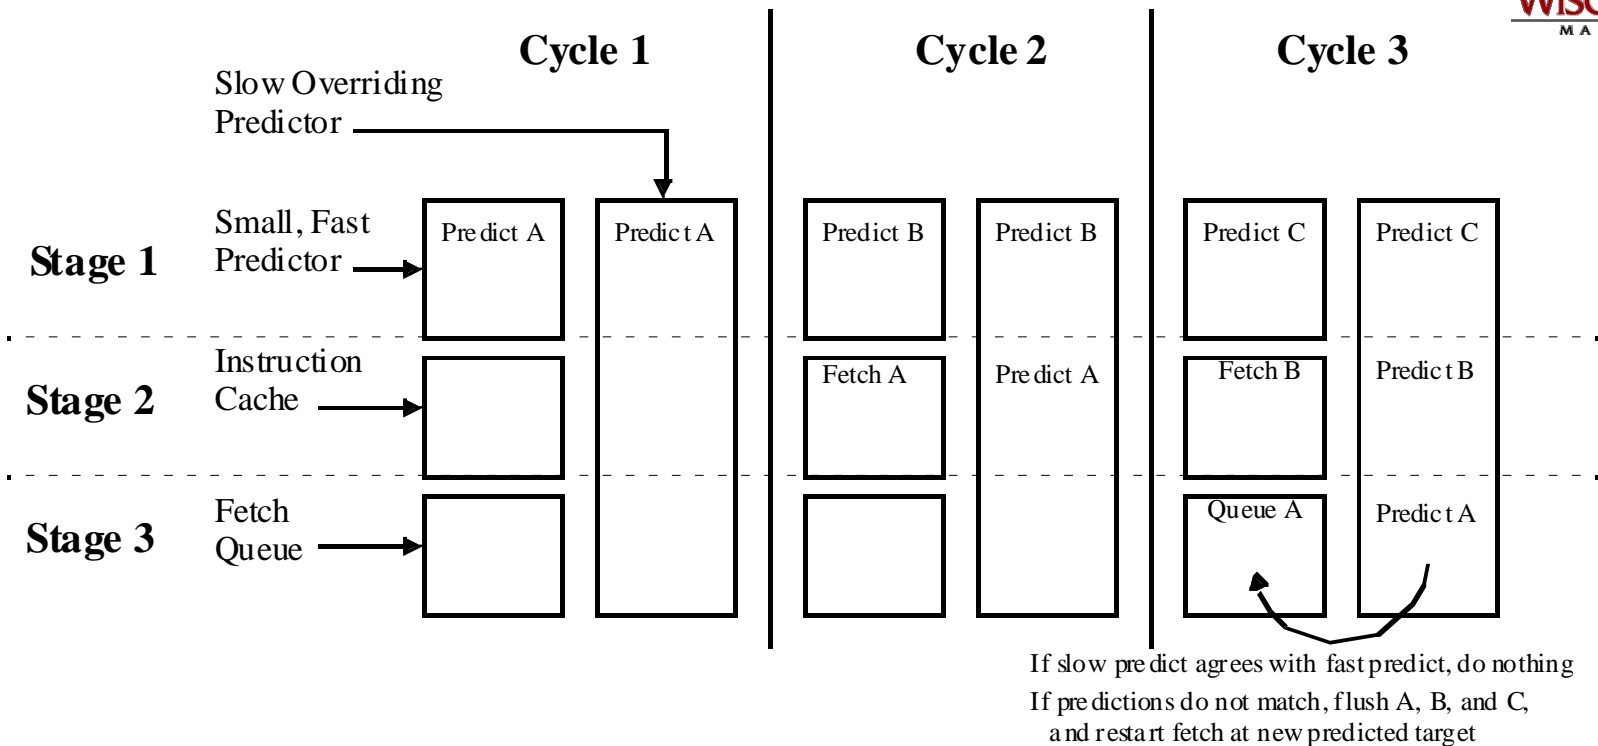 Cycle 1
Cycle 2
Cycle 3
M A
Slow Overriding
Predictor
Small, Fast
Predictor
Stage 1
Predict A
Predict A
Predict B
Predict B
Predict C
Predict C
Instruction
Cache
Stage 2
Fetch A
Predict A
Fetch B
Predict B
Fetch
Queue
Stage 3
Queue A
Predict A
If slow predict agrees with fast predict, do nothing
If predictions do not match, flush A, B, and C,
and restart fetch at new predicted target